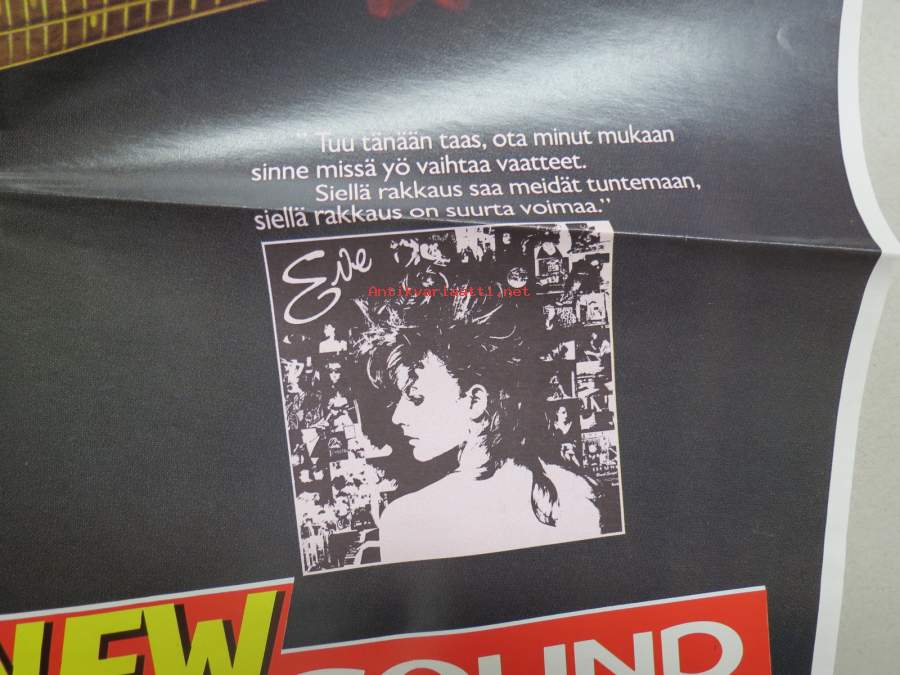 " Tuu tänään taas, ota minut mukaan
sinne missä yö vaihtaa vaatteet.
Siellä rakkaus saa meidät tuntemaan,
siellä rakkaus on suurta voimaa."
Eve
Antikvariaatti.net
NEW
SOUND